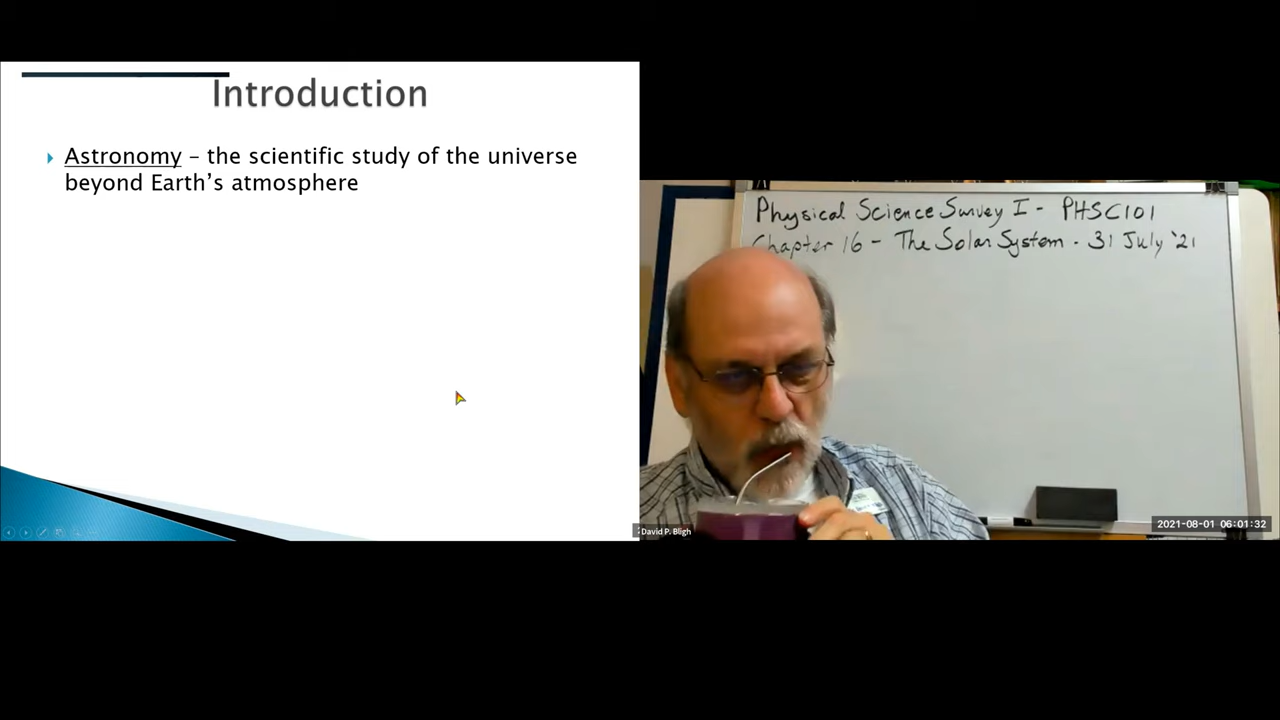 Introduction
Astronomy – the scientific study of the universe
beyond Earth's atmosphere
Physical Science Survey I - PHSC101
Chapter 16 - The Solar System - 31 July '21
David P. Bligh
2021-08-01 06:01:32